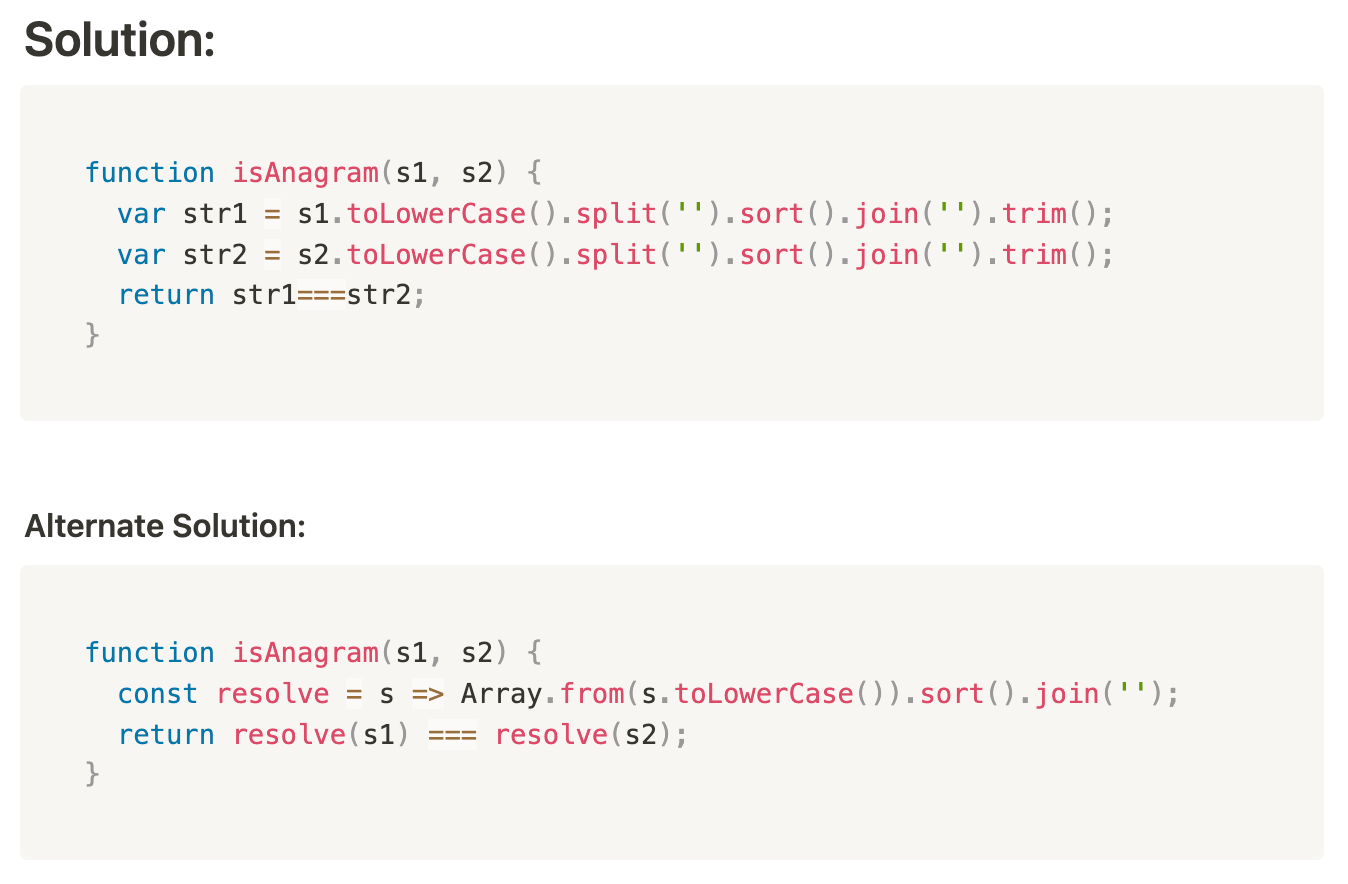 Solution:
function isAnagram(s1, s2) {
  var str1 = s1.toLowerCase().split('').sort().join('').trim();
  var str2 = s2.toLowerCase().split('').sort().join('').trim();
  return str1===str2;
}
Alternate Solution:
function isAnagram(s1, s2) {
  const resolve = s => Array.from(s.toLowerCase()).sort().join('');
  return resolve(s1) === resolve(s2);
}